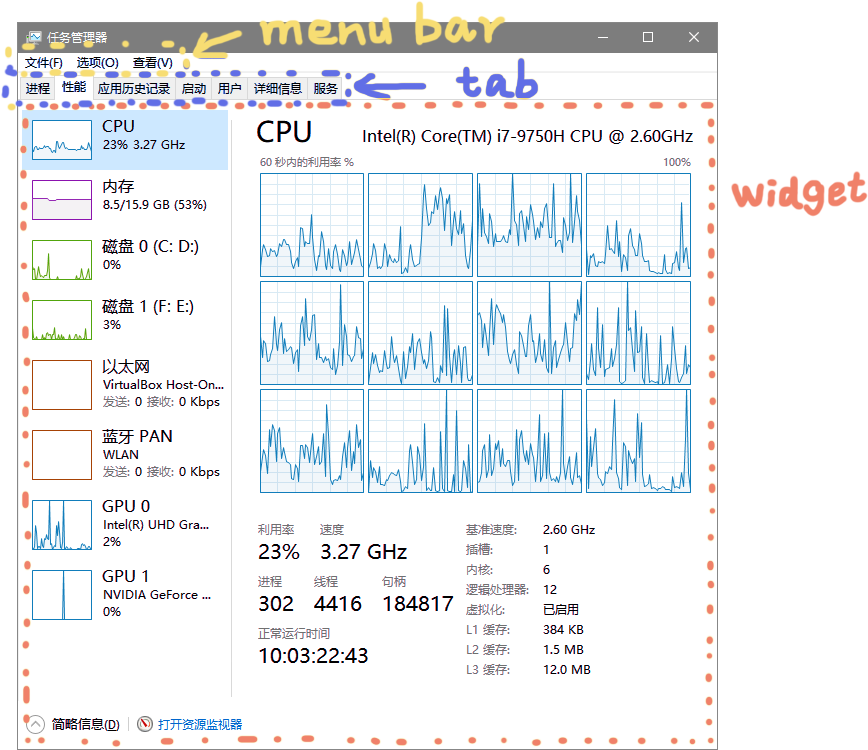 任务管理器
menu bar
文件(F) 选项(O) 查看(V)
tab
进程 性能 应用历史记录 启动 用户 详细信息 服务
widget
CPU
23% 3.27 GHz
内存
8.5/15.9 GB (53%)
磁盘 0 (C: D:)
0%
磁盘 1 (F: E:)
3%
以太网
VirtualBox Host-On...
发送: 0 接收: 0 Kbps
蓝牙 PAN
WLAN
发送: 0 接收: 0 Kbps
GPU 0
Intel(R) UHD Gra...
2%
GPU 1
NVIDIA GeForce ...
0%
CPU Intel(R) Core(TM) i7-9750H CPU @ 2.60GHz
60 秒内的利用率 % 100%
利用率 速度
23% 3.27 GHz
进程 线程 句柄
302 4416 184817
正常运行时间
10:03:22:43
基准速度: 2.60 GHz
插槽: 1
内核: 6
逻辑处理器: 12
虚拟化: 已启用
L1 缓存: 384 KB
L2 缓存: 1.5 MB
L3 缓存: 12.0 MB
简略信息(D) 打开资源监视器